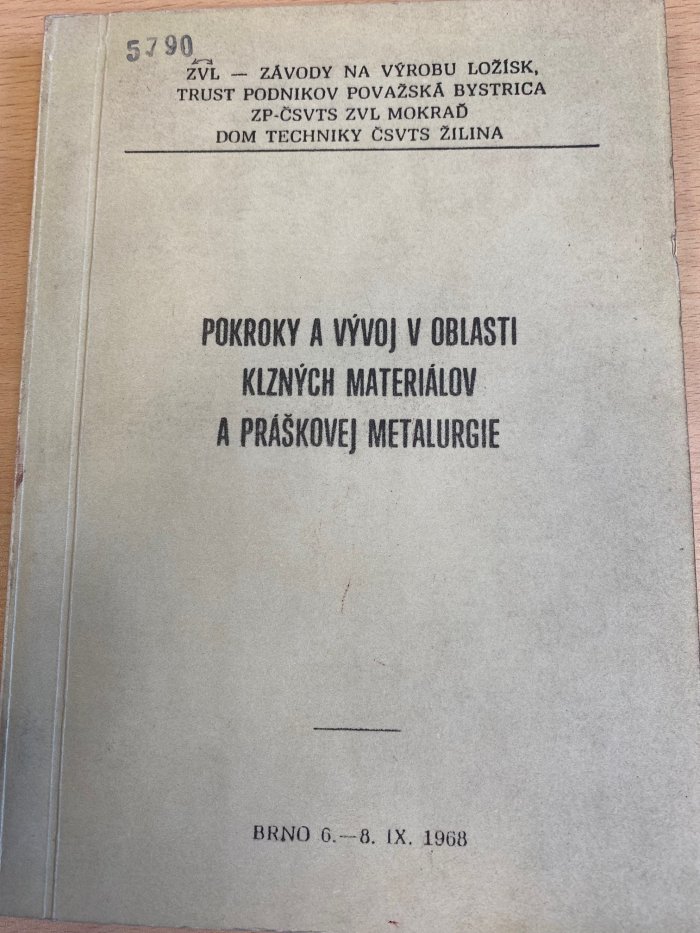 5790
ZVL — ZÁVODY NA VÝROBU LOŽÍSK,
TRUST PODNIKOV POVAŽSKÁ BYSTRICA
ZP-ČSVTS ZVL MOKRAĎ
DOM TECHNIKY ČSVTS ŽILINA
POKROKY A VÝVOJ V OBLASTI
KLZNÝCH MATERIÁLOV
A PRÁŠKOVEJ METALURGIE
BRNO 6.—8. IX. 1968